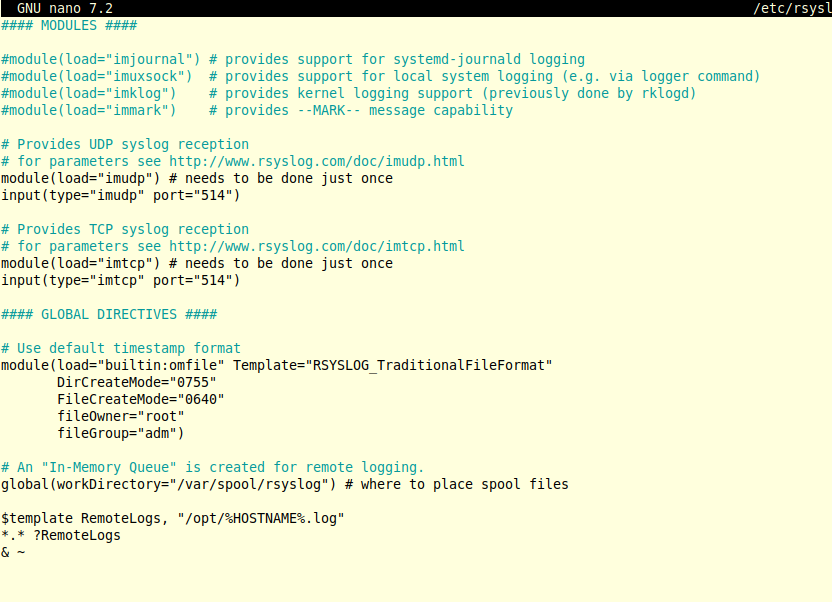 GNU nano 7.2 /etc/rsysl
#### MODULES ####
#module(load="imjournal") # provides support for systemd-journald logging
#module(load="imuxsock")  # provides support for local system logging (e.g. via logger command)
#module(load="imklog")    # provides kernel logging support (previously done by rklogd)
#module(load="immark")    # provides --MARK-- message capability
# Provides UDP syslog reception
# for parameters see http://www.rsyslog.com/doc/imudp.html
module(load="imudp") # needs to be done just once
input(type="imudp" port="514")
# Provides TCP syslog reception
# for parameters see http://www.rsyslog.com/doc/imtcp.html
module(load="imtcp") # needs to be done just once
input(type="imtcp" port="514")
#### GLOBAL DIRECTIVES ####
# Use default timestamp format
module(load="builtin:omfile" Template="RSYSLOG_TraditionalFileFormat"
       DirCreateMode="0755"
       FileCreateMode="0640"
       fileOwner="root"
       fileGroup="adm")
# An "In-Memory Queue" is created for remote logging.
global(workDirectory="/var/spool/rsyslog") # where to place spool files
$template RemoteLogs, "/opt/%HOSTNAME%.log"
*.* ?RemoteLogs
& ~